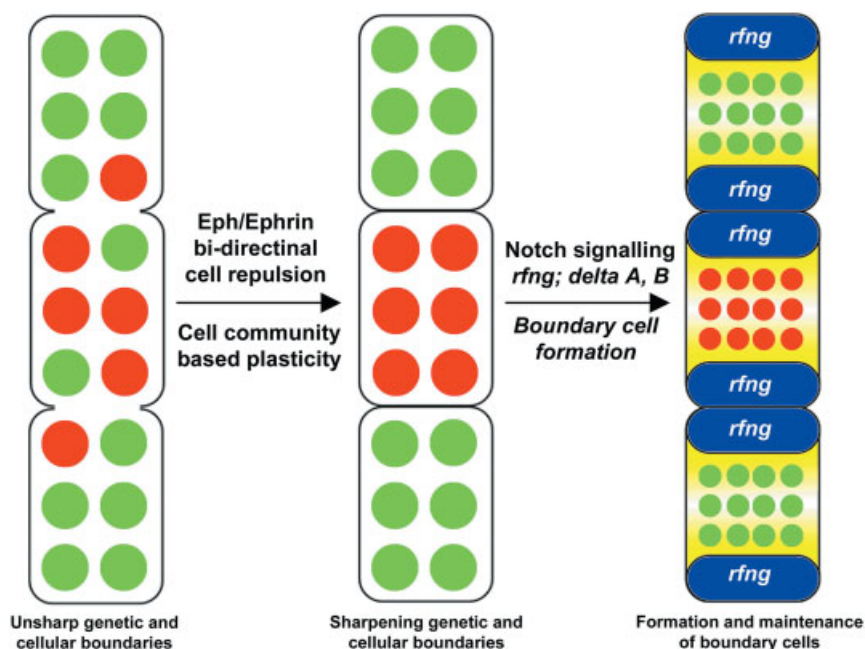 rfng
Eph/Ephrin
bi-directinal
cell repulsion
Cell community
based plasticity
Notch signalling
rfng; delta A, B
Boundary cell
formation
rfng
rfng
rfng
rfng
rfng
Unsharp genetic and
cellular boundaries
Sharpening genetic and
cellular boundaries
Formation and maintenance
of boundary cells